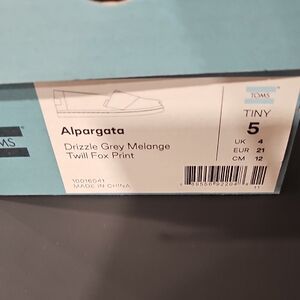 TOMS
TINY
Alpargata
5
Drizzle Grey Melange
Twill Fox Print
UK 4
EUR 21
CM 12
10016041
MADE IN CHINA
11